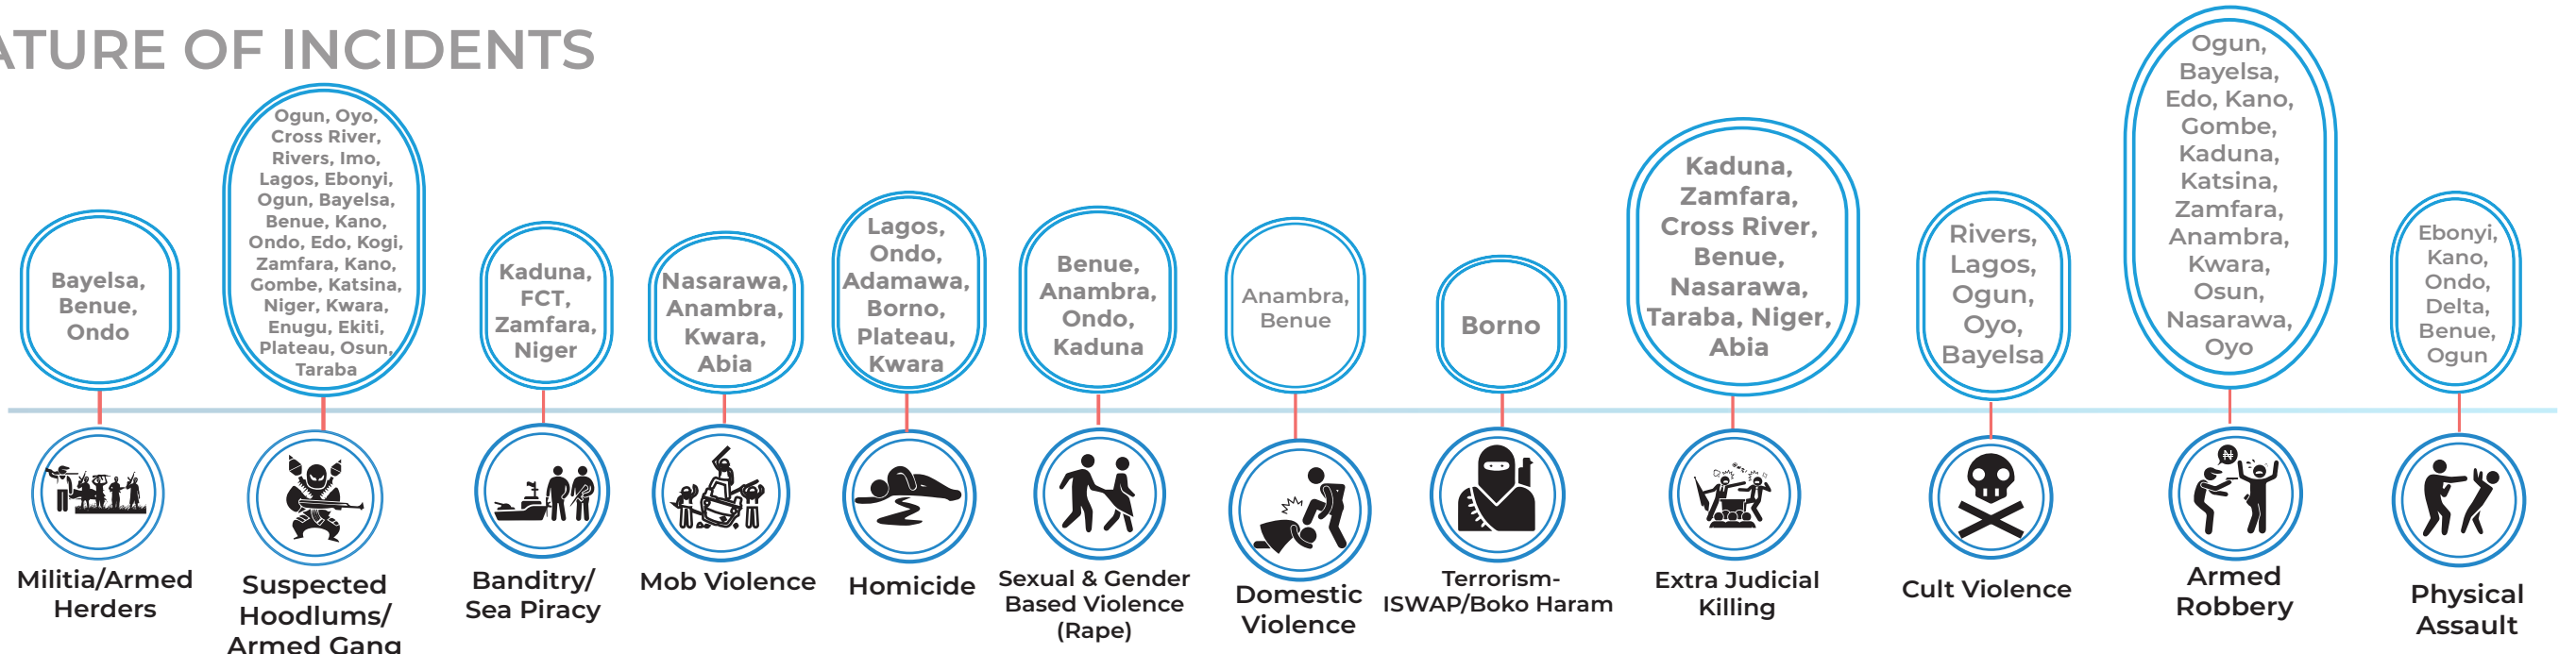 ATURE OF INCIDENTS
Bayelsa,
Benue,
Ondo
Militia/Armed
Herders
Ogun, Oyo,
Cross River,
Rivers, Imo,
Lagos, Ebonyi,
Ogun, Bayelsa,
Benue, Kano,
Ondo, Edo, Kogi,
Zamfara, Kano,
Gombe, Katsina,
Niger, Kwara,
Enugu, Ekiti,
Plateau, Osun,
Taraba
Suspected
Hoodlums/
Armed Gang
Kaduna,
FCT,
Zamfara,
Niger
Banditry/
Sea Piracy
Nasarawa,
Anambra,
Kwara,
Abia
Mob Violence
Lagos,
Ondo,
Adamawa,
Borno,
Plateau,
Kwara
Homicide
Benue,
Anambra,
Ondo,
Kaduna
Sexual & Gender
Based Violence
(Rape)
Anambra,
Benue
Domestic
Violence
Borno
Terrorism-
ISWAP/Boko Haram
Kaduna,
Zamfara,
Cross River,
Benue,
Nasarawa,
Taraba, Niger,
Abia
Extra Judicial
Killing
Rivers,
Lagos,
Ogun,
Oyo,
Bayelsa
Cult Violence
Ogun,
Bayelsa,
Edo, Kano,
Gombe,
Kaduna,
Katsina,
Zamfara,
Anambra,
Kwara,
Osun,
Nasarawa,
Oyo
₦
Armed
Robbery
Ebonyi,
Kano,
Ondo,
Delta,
Benue,
Ogun
Physical
Assault